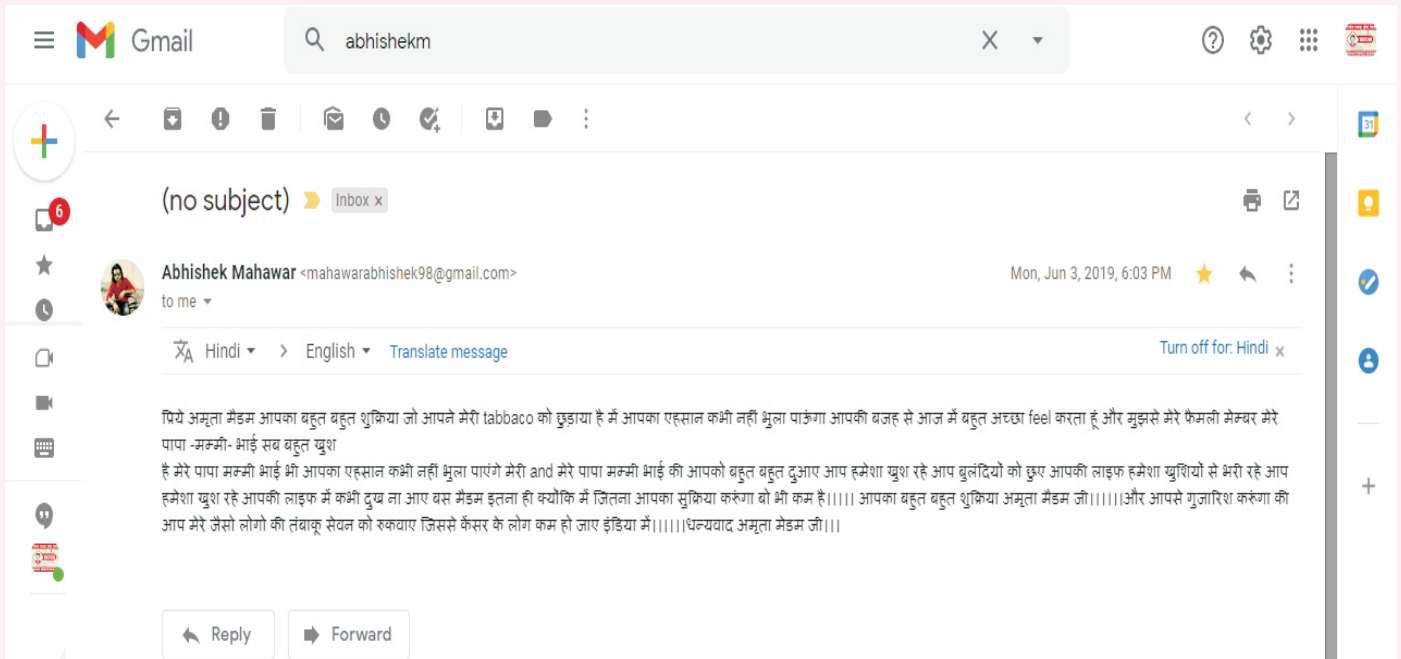 Gmail
abhishekm
31
(no subject)
Inbox x
6
Abhishek Mahawar <mahawarabhishek98@gmail.com>
Mon, Jun 3, 2019, 6:03 PM
to me
Hindi > English Translate message
Turn off for: Hindi x
प्रिये अमृता मैडम आपका बहुत बहुत शुक्रिया जो आपने मेरी tabbaco को छुड़ाया है में आपका एहसान कभी नहीं भुला पाऊंगा आपकी बजह से आज में बहुत अच्छा feel करता हूं और मुझसे मेरे फैमली मेम्बर मेरे
पापा -मम्मी- भाई सब बहुत खुश
है मेरे पापा मम्मी भाई भी आपका एहसान कभी नहीं भुला पाएंगे मेरी and मेरे पापा मम्मी भाई की आपको बहुत बहुत दुआए आप हमेशा खुश रहे आप बुलंदियों को छुए आपकी लाइफ हमेशा खुशियों से भरी रहे आप
हमेशा खुश रहे आपकी लाइफ में कभी दुख ना आए बस मैडम इतना ही क्योंकि में जितना आपका सुक्रिया करुंगा बो भी कम है।।।।। आपका बहुत बहुत शुक्रिया अमृता मैडम जी।।।।।।और आपसे गुजारिश करुंगा की
आप मेरे जैसो लोगो की तंबाकू सेवन को रुकवाए जिससे कैंसर के लोग कम हो जाए इंडिया में।।।।।।धन्यवाद अमृता मेडम जी।।।
Reply
Forward